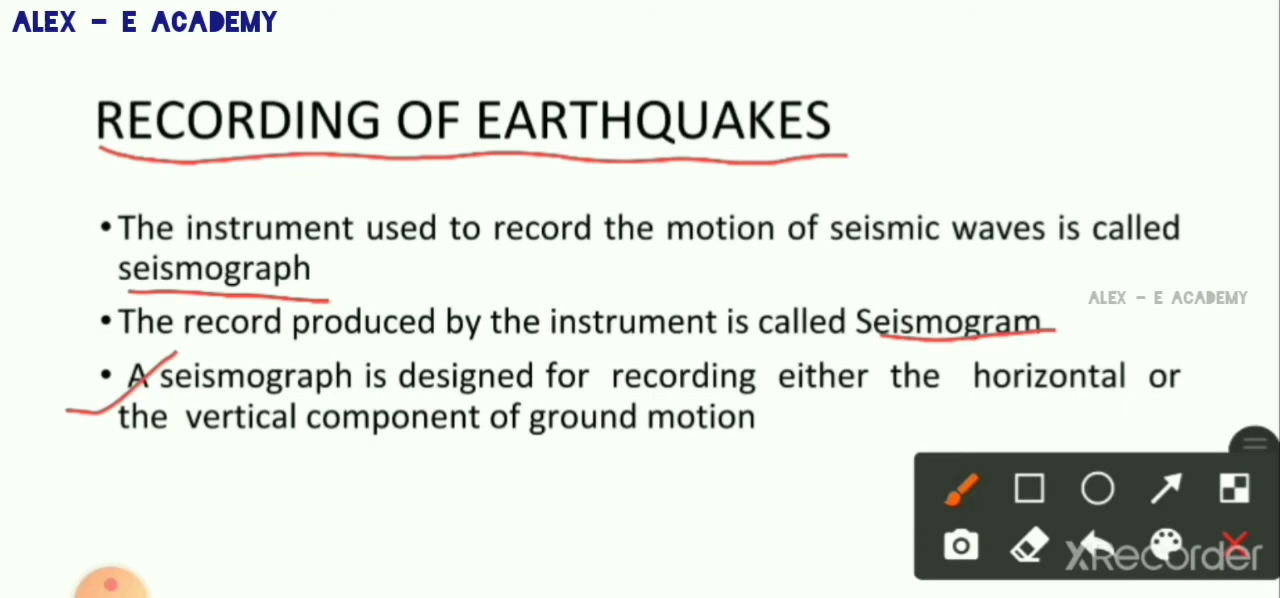 ALEX – E ACADEMY
RECORDING OF EARTHQUAKES
• The instrument used to record the motion of seismic waves is called
seismograph
ALEX – E ACADEMY
• The record produced by the instrument is called Seismogram
• A seismograph is designed for recording either the horizontal or
the vertical component of ground motion
XRecorder